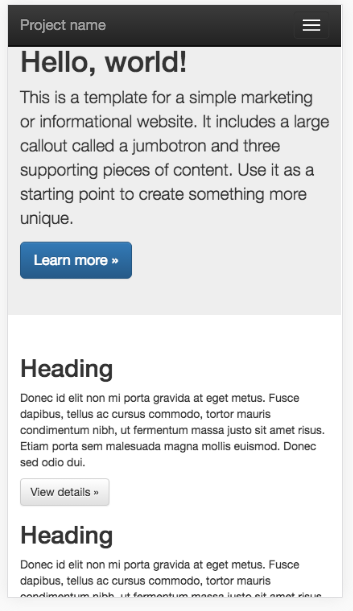 Project name
Hello, world!
This is a template for a simple marketing
or informational website. It includes a large
callout called a jumbotron and three
supporting pieces of content. Use it as a
starting point to create something more
unique.
Learn more »
Heading
Donec id elit non mi porta gravida at eget metus. Fusce
dapibus, tellus ac cursus commodo, tortor mauris
condimentum nibh, ut fermentum massa justo sit amet risus.
Etiam porta sem malesuada magna mollis euismod. Donec
sed odio dui.
View details »
Heading
Donec id elit non mi porta gravida at eget metus. Fusce
dapibus, tellus ac cursus commodo, tortor mauris
condimentum nibh, ut fermentum massa justo sit amet risus.